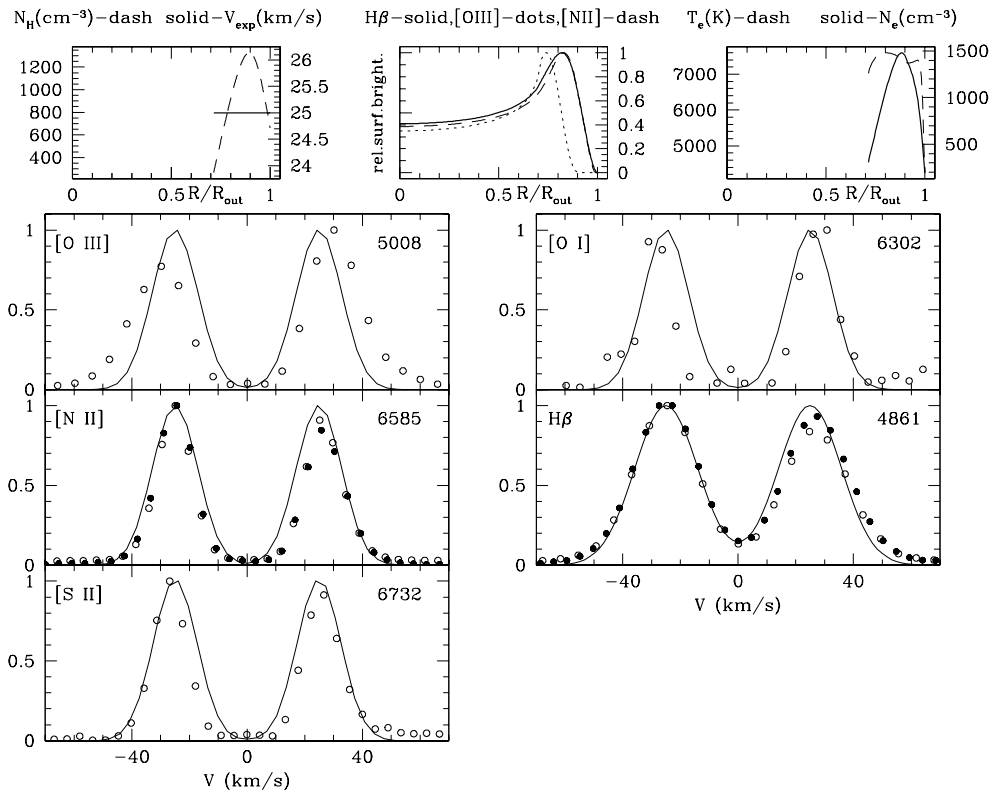 N_H(cm⁻³)-dash solid-V_exp(km/s)
Hβ-solid,[OIII]-dots,[NII]-dash
T_e(K)-dash solid-N_e(cm⁻³)
1200
1000
800
600
400
26
25.5
25
24.5
24
0 0.5 R/R_out 1
rel.surf.bright.
1
0.8
0.6
0.4
0.2
0
0 0.5 R/R_out 1
7000
6000
5000
1500
1000
500
0 0.5 R/R_out 1
[O III] 5008
1
0.5
0
[O I] 6302
1
0.5
0
[N II] 6585
1
0.5
0
Hβ 4861
1
0.5
0
−40 0 40
V (km/s)
[S II] 6732
1
0.5
0
−40 0 40
V (km/s)